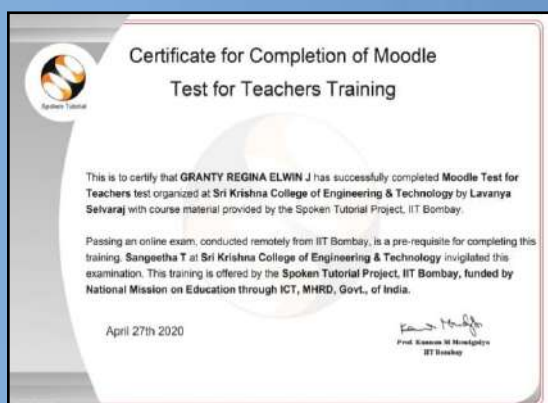 Certificate for Completion of Moodle
Test for Teachers Training
Spoken Tutorial
This is to certify that GRANTY REGINA ELWIN J has successfully completed Moodle Test for
Teachers test organized at Sri Krishna College of Engineering & Technology by Lavanya
Selvaraj with course material provided by the Spoken Tutorial Project, IIT Bombay.
Passing an online exam, conducted remotely from IIT Bombay, is a pre-requisite for completing this
training. Sangeetha T at Sri Krishna College of Engineering & Technology invigilated this
examination. This training is offered by the Spoken Tutorial Project, IIT Bombay, funded by
National Mission on Education through ICT, MHRD, Govt., of India.
April 27th 2020
Prof. Kannan M Moudgalya
IIT Bombay